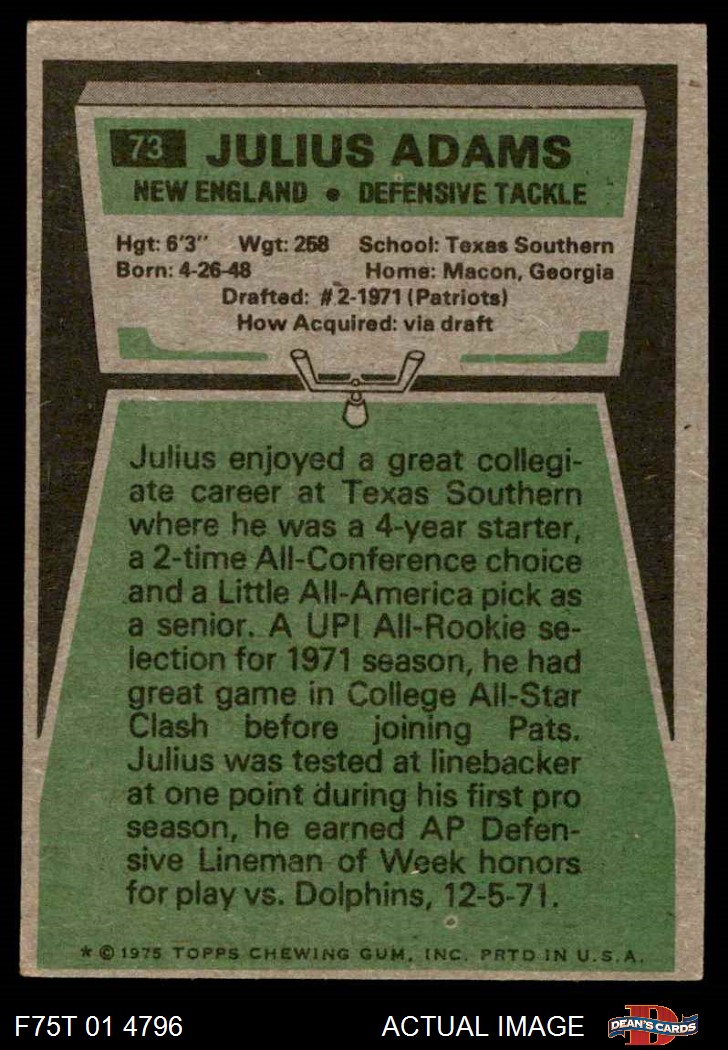 73 JULIUS ADAMS
NEW ENGLAND • DEFENSIVE TACKLE
Hgt: 6'3" Wgt: 258 School: Texas Southern
Born: 4-26-48 Home: Macon, Georgia
Drafted: #2-1971 (Patriots)
How Acquired: via draft
Julius enjoyed a great collegi-
ate career at Texas Southern
where he was a 4-year starter,
a 2-time All-Conference choice
and a Little All-America pick as
a senior. A UPI All-Rookie se-
lection for 1971 season, he had
great game in College All-Star
Clash before joining Pats.
Julius was tested at linebacker
at one point during his first pro
season, he earned AP Defen-
sive Lineman of Week honors
for play vs. Dolphins, 12-5-71.
* © 1975 TOPPS CHEWING GUM, INC. PRTD IN U.S.A.
F75T 01 4796 ACTUAL IMAGE D DEAN'S CARDS